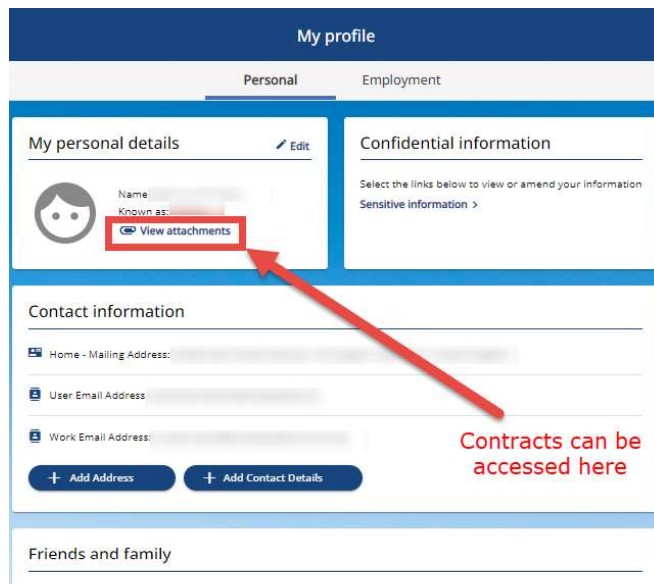 My profile
Personal
Employment
My personal details
Edit
Name
Known as:
View attachments
Confidential information
Select the links below to view or amend your information
Sensitive information >
Contact information
Home - Mailing Address:
User Email Address
Work Email Address:
+ Add Address
+ Add Contact Details
Contracts can be
accessed here
Friends and family